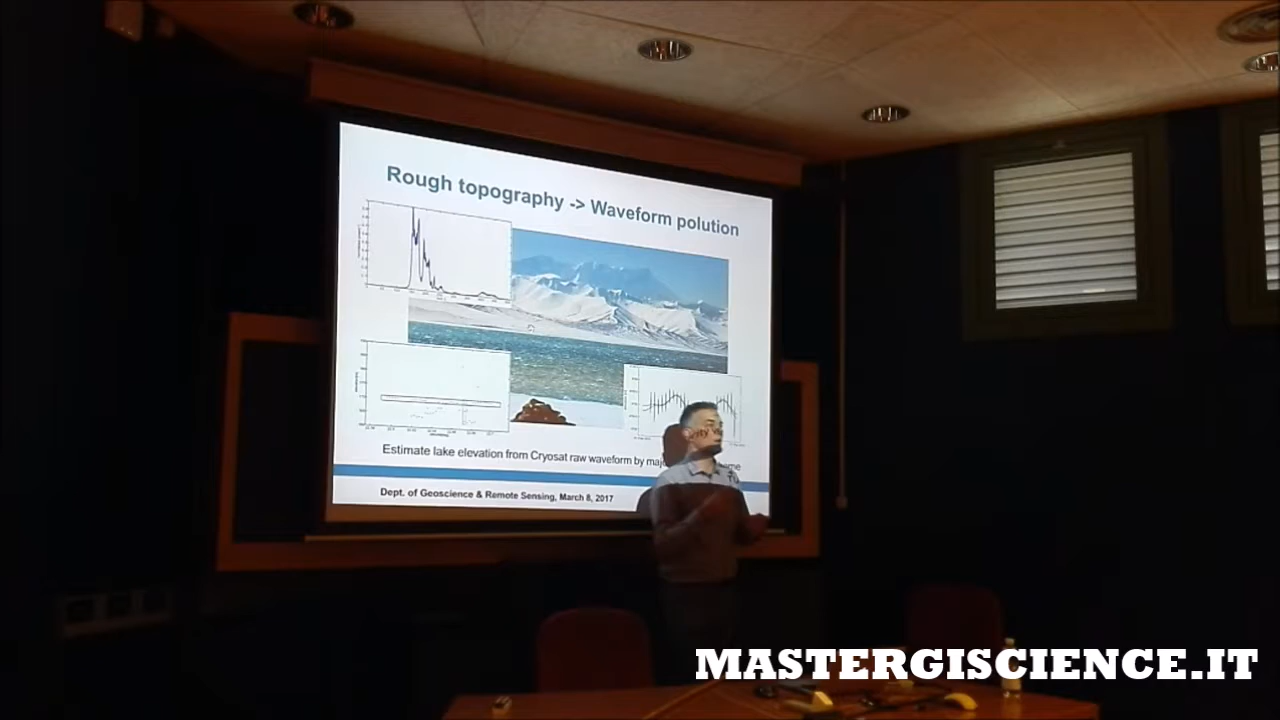 Rough topography -> Waveform polution
Estimate lake elevation from Cryosat raw waveform by
Dept. of Geoscience & Remote Sensing, March 8, 2017
MASTERGISCIENCE.IT